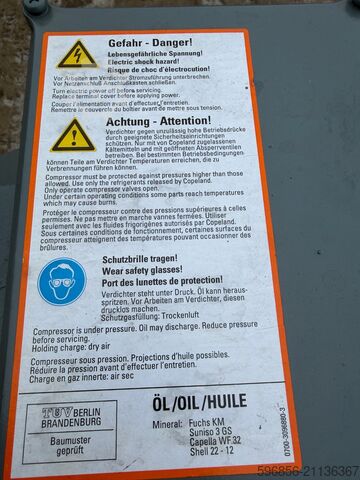 Gefahr - Danger!
Lebensgefährliche Spannung!
Electric shock hazard!
Risque de choc d'électrocution!
Vor Arbeiten am Verdichter Stromzuführung unterbrechen.
Vor Netzanschluß Anschlußkasten schließen.
Turn electric power off before servicing.
Replace terminal cover before applying power.
Coupez l'alimentation avant d'effectuer l'entretien.
Remettre le couvercle du boîtier avant de mettre sous tension.
Achtung - Attention!
Verdichter gegen unzulässig hohe Betriebsdrücke
durch geeignete Sicherheitseinrichtungen
schützen. Nur mit von Copeland zugelassenen
Kältemitteln und mit geöffneten Absperrventilen
betreiben. Bei bestimmten Betriebsbedingungen
können Teile am Verdichter Temperaturen erreichen, die zu
Verbrennungen führen können.
Compressor must be protected against pressures higher than those
allowed. Use only the refrigerants released by Copeland.
Only operate compressor valves open.
Under certain operating conditions some parts reach temperatures
which may cause burns.
Protéger le compresseur contre des pressions supérieures à celles
permises. Ne pas mettre en marche vannes fermées. Utiliser
seulement avec les fluides frigorigènes autorisés par Copeland.
Sous certaines conditions de fonctionnement, certaines surfaces du
compresseur atteignent des températures pouvant occasionner des
brûlures.
Schutzbrille tragen!
Wear safety glasses!
Port des lunettes de protection!
Verdichter steht unter Druck. Öl kann heraus-
spritzen. Vor Arbeiten am Verdichter, diesen
drucklos machen.
Schutzgasfüllung: Trockenluft
Compressor is under pressure. Oil may discharge. Reduce pressure
before servicing.
Holding charge: dry air
Compresseur sous pression. Projections d'huile possibles.
Réduire la pression avant d'effectuer l'entretien.
Charge en gaz inerte: air sec
TÜV BERLIN
BRANDENBURG
Baumuster
geprüft
ÖL/OIL/HUILE
Mineral: Fuchs KM
Suniso 3 GS
Capella WF 32
Shell 22 - 12
0700-3096880-3
596856-21136367